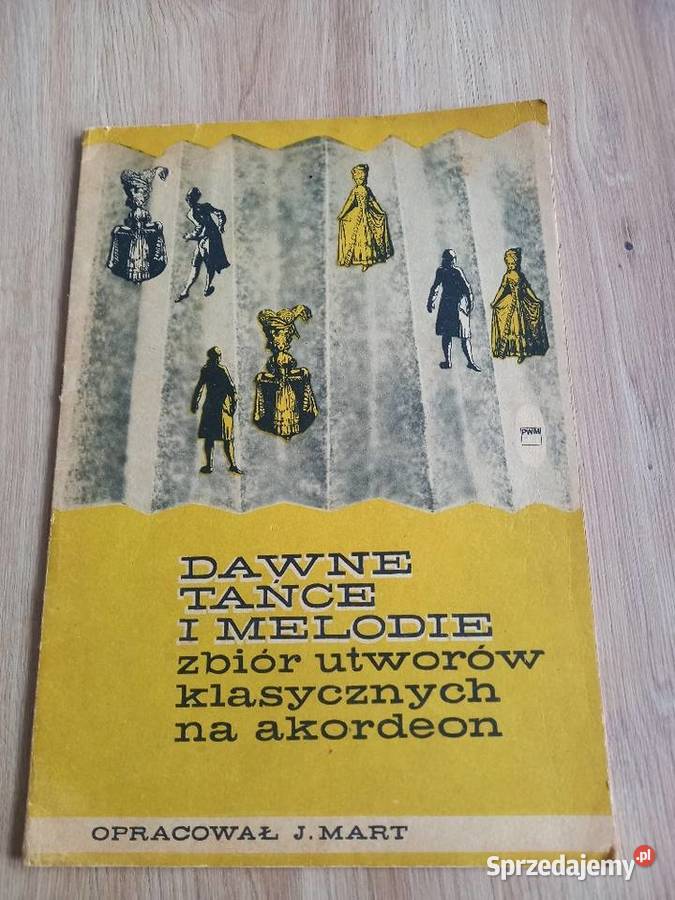 PWM
DAWNE
TAŃCE
I MELODIE
zbiór utworów
klasycznych
na akordeon
OPRACOWAŁ J. MART
Sprzedajemy.pl